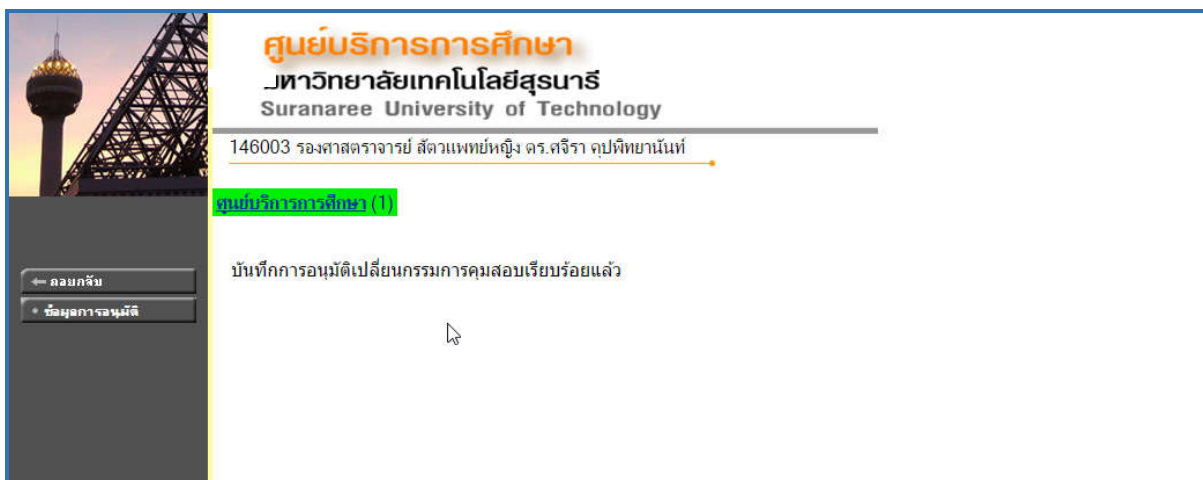 ศูนย์บริการการศึกษา
มหาวิทยาลัยเทคโนโลยีสุรนารี
Suranaree University of Technology
146003 รองศาสตราจารย์ สัตวแพทย์หญิง ดร.ศจีรา คุปพิทยานันท์
ศูนย์บริการการศึกษา (1)
บันทึกการอนุมัติเปลี่ยนกรรมการคุมสอบเรียบร้อยแล้ว
ถอยกลับ
ข้อมูลการอนุมัติ